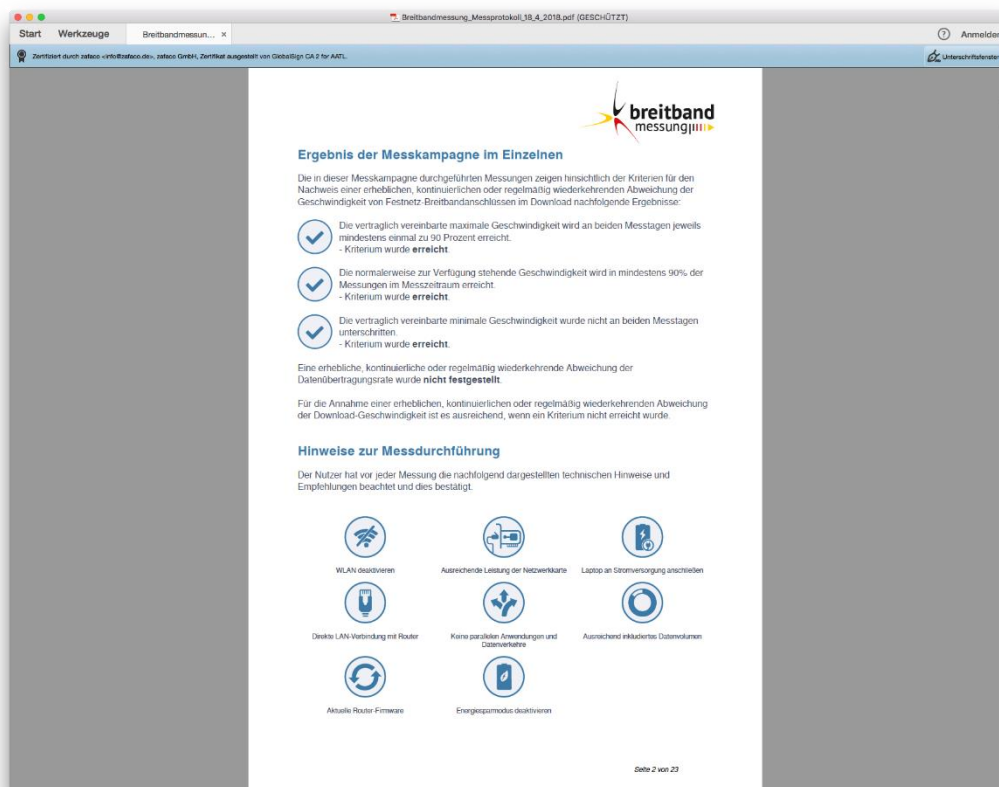 Breitbandmessung_Messprotokoll_18_4_2018.pdf (GESCHÜTZT)
Start Werkzeuge Breitbandmessun... × ? Anmelden
Zertifiziert durch zafaco <info@zafaco.de>, zafaco GmbH, Zertifikat ausgestellt von GlobalSign CA 2 for AATL. Unterschriftsfenster
breitband
messung
Ergebnis der Messkampagne im Einzelnen
Die in dieser Messkampagne durchgeführten Messungen zeigen hinsichtlich der Kriterien für den
Nachweis einer erheblichen, kontinuierlichen oder regelmäßig wiederkehrenden Abweichung der
Geschwindigkeit von Festnetz-Breitbandanschlüssen im Download nachfolgende Ergebnisse:
Die vertraglich vereinbarte maximale Geschwindigkeit wird an beiden Messtagen jeweils
mindestens einmal zu 90 Prozent erreicht.
- Kriterium wurde erreicht.
Die normalerweise zur Verfügung stehende Geschwindigkeit wird in mindestens 90% der
Messungen im Messzeitraum erreicht.
- Kriterium wurde erreicht.
Die vertraglich vereinbarte minimale Geschwindigkeit wurde nicht an beiden Messtagen
unterschritten.
- Kriterium wurde erreicht.
Eine erhebliche, kontinuierliche oder regelmäßig wiederkehrende Abweichung der
Datenübertragungsrate wurde nicht festgestellt.
Für die Annahme einer erheblichen, kontinuierlichen oder regelmäßig wiederkehrenden Abweichung
der Download-Geschwindigkeit ist es ausreichend, wenn ein Kriterium nicht erreicht wurde.
Hinweise zur Messdurchführung
Der Nutzer hat vor jeder Messung die nachfolgend dargestellten technischen Hinweise und
Empfehlungen beachtet und dies bestätigt.
WLAN deaktivieren
Ausreichende Leistung der Netzwerkkarte
Laptop an Stromversorgung anschließen
Direkte LAN-Verbindung mit Router
Keine parallelen Anwendungen und
Datenverkehre
Ausreichend inkludiertes Datenvolumen
Aktuelle Router-Firmware
Energiesparmodus deaktivieren
Seite 2 von 23